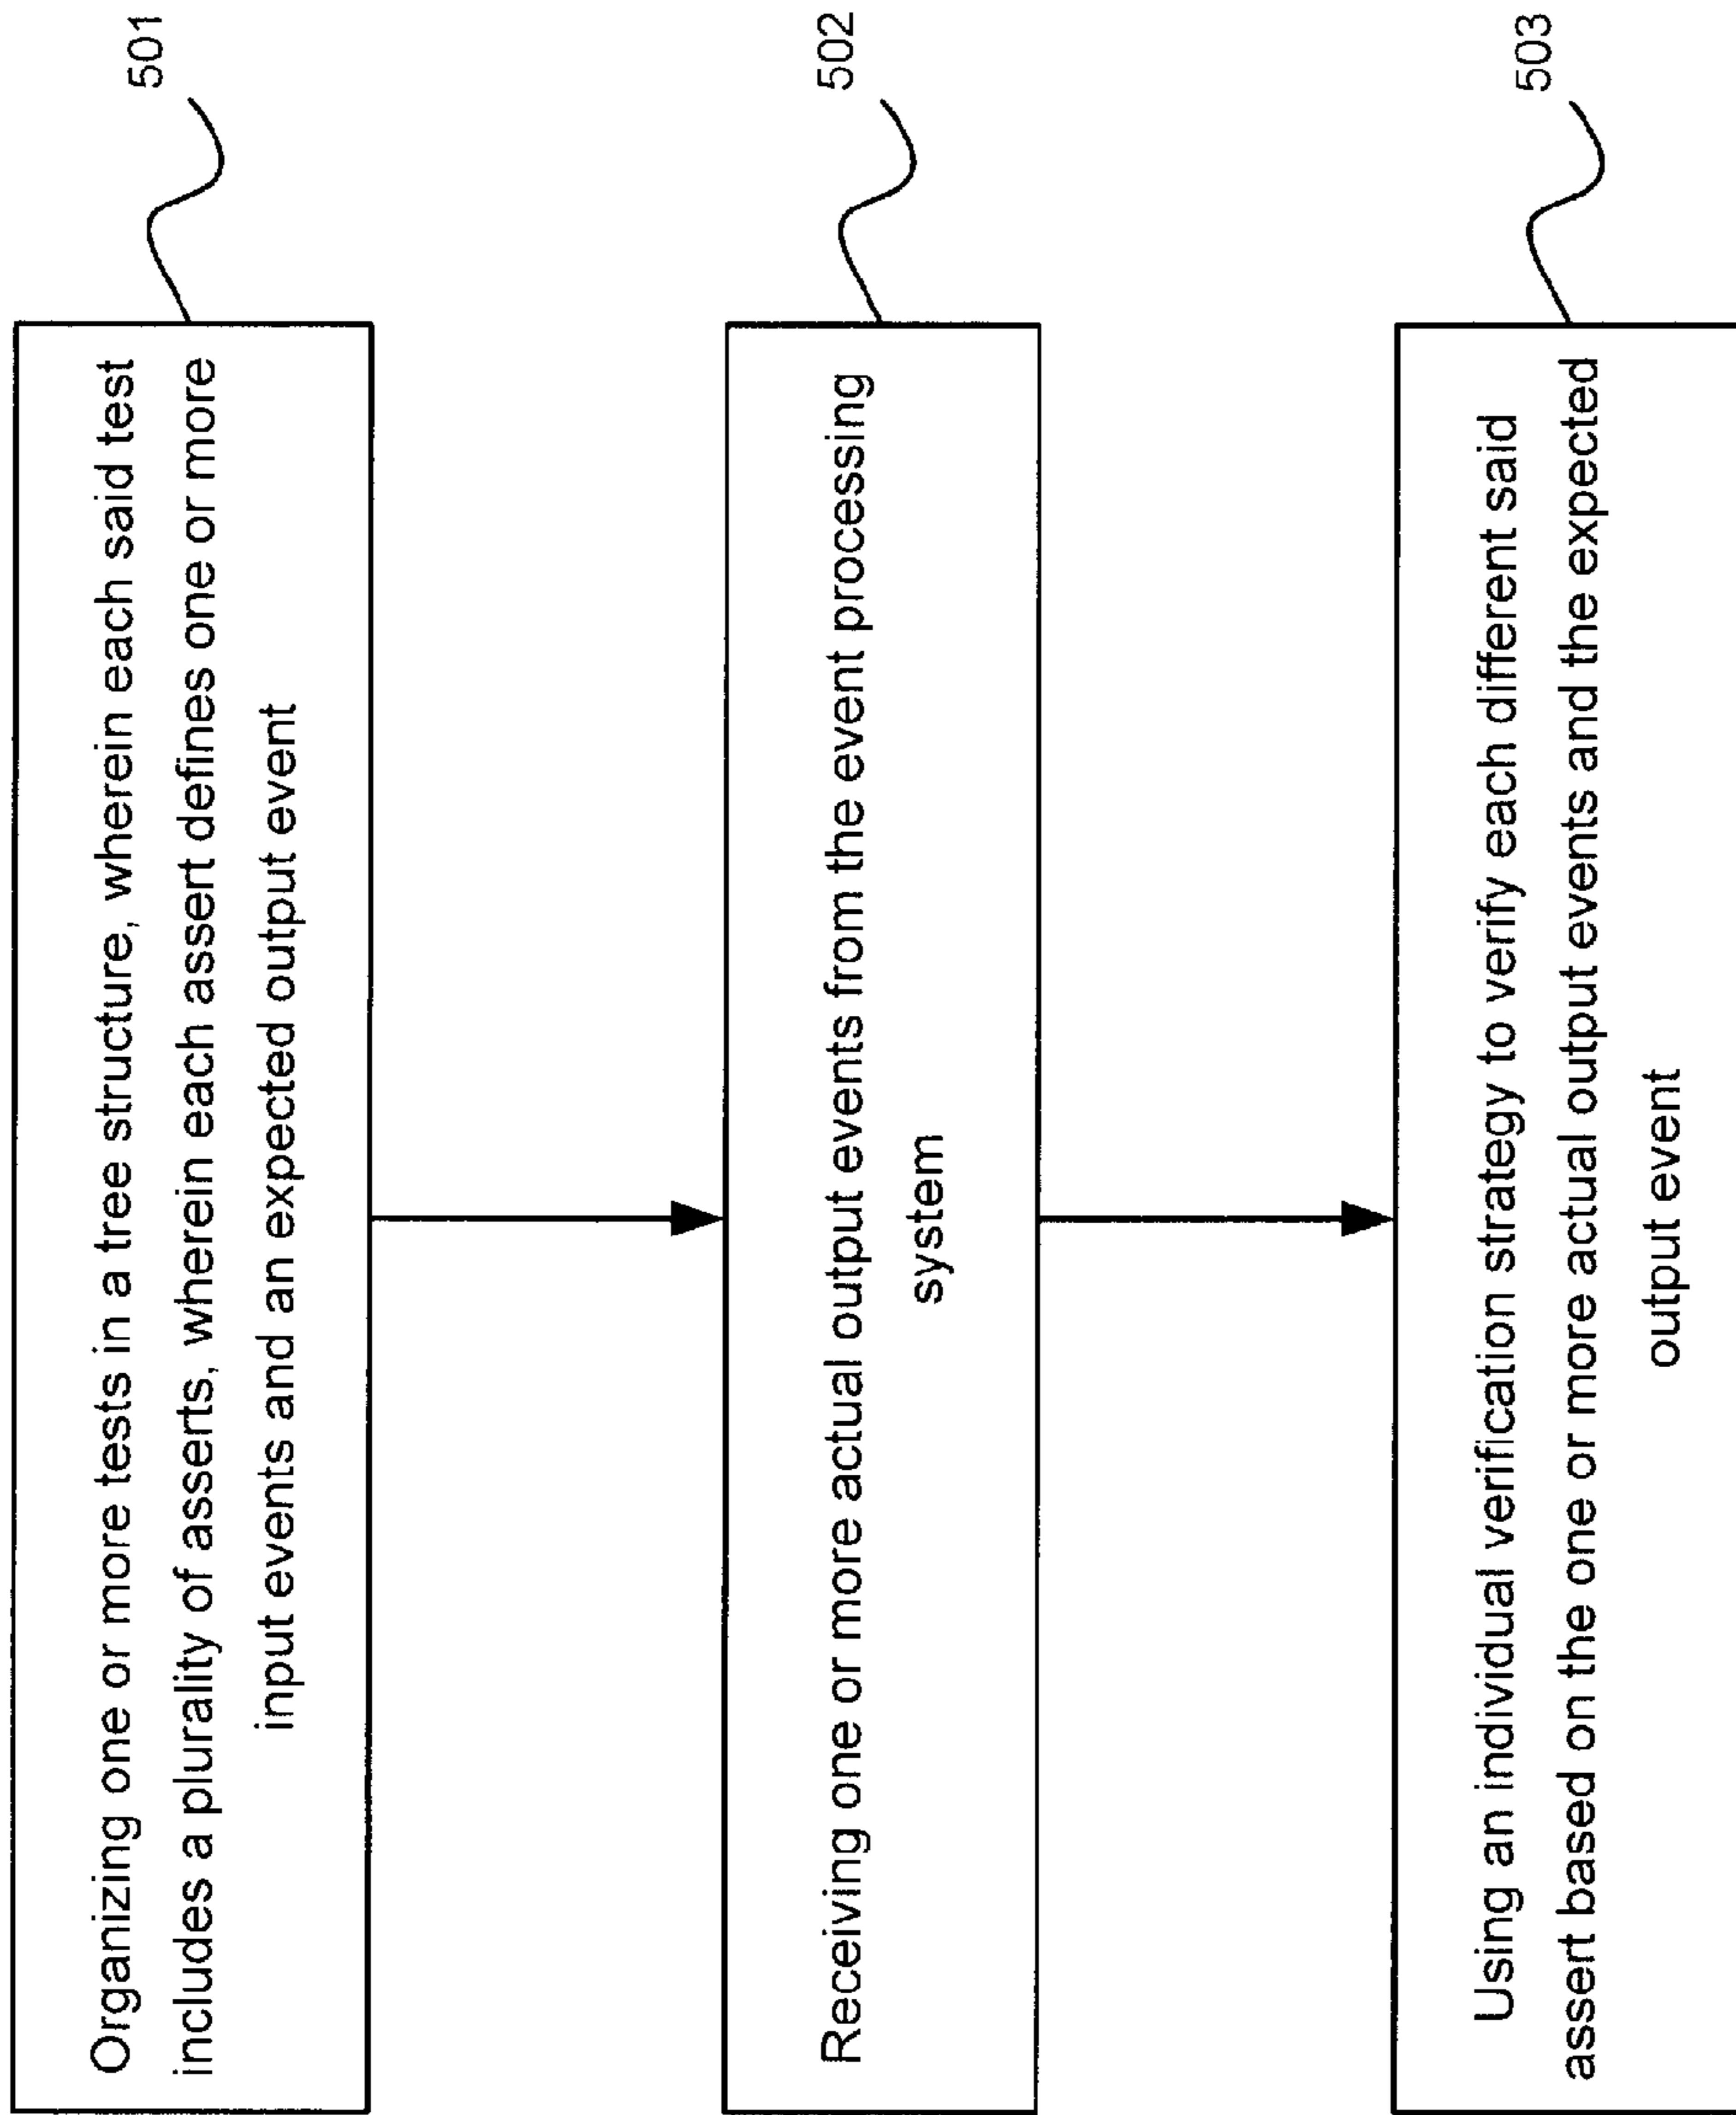 Organizing one or more tests in a tree structure, wherein each said test
includes a plurality of asserts, wherein each assert defines one or more
input events and an expected output event
501
Receiving one or more actual output events from the event processing
system
502
Using an individual verification strategy to verify each different said
assert based on the one or more actual output events and the expected
output event
503